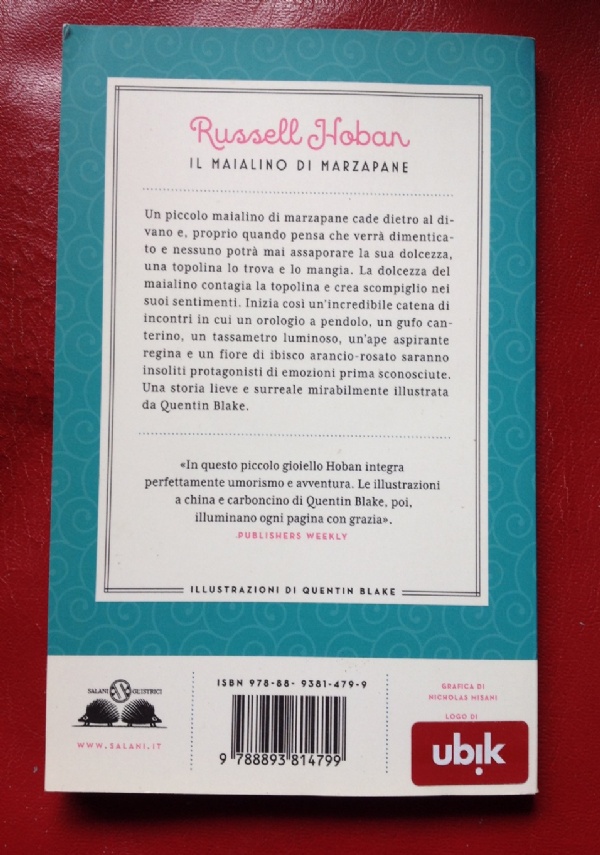 Russell Hoban
IL MAIALINO DI MARZAPANE
Un piccolo maialino di marzapane cade dietro al di-
vano e, proprio quando pensa che verrà dimentica-
to e nessuno potrà mai assaporare la sua dolcezza,
una topolina lo trova e lo mangia. La dolcezza del
maialino contagia la topolina e crea scompiglio nei
suoi sentimenti. Inizia così un'incredibile catena di
incontri in cui un orologio a pendolo, un gufo can-
terino, un tassametro luminoso, un'ape aspirante
regina e un fiore di ibisco arancio-rosato saranno
insoliti protagonisti di emozioni prima sconosciute.
Una storia lieve e surreale mirabilmente illustrata
da Quentin Blake.
«In questo piccolo gioiello Hoban integra
perfettamente umorismo e avventura. Le illustrazioni
a china e carboncino di Quentin Blake, poi,
illuminano ogni pagina con grazia».
PUBLISHERS WEEKLY
ILLUSTRAZIONI DI QUENTIN BLAKE
SALANI GL'ISTRICI
WWW.SALANI.IT
ISBN 978-88-9381-479-9
9 788893 814799
GRAFICA DI
NICHOLAS MISANI
LOGO DI
ubik